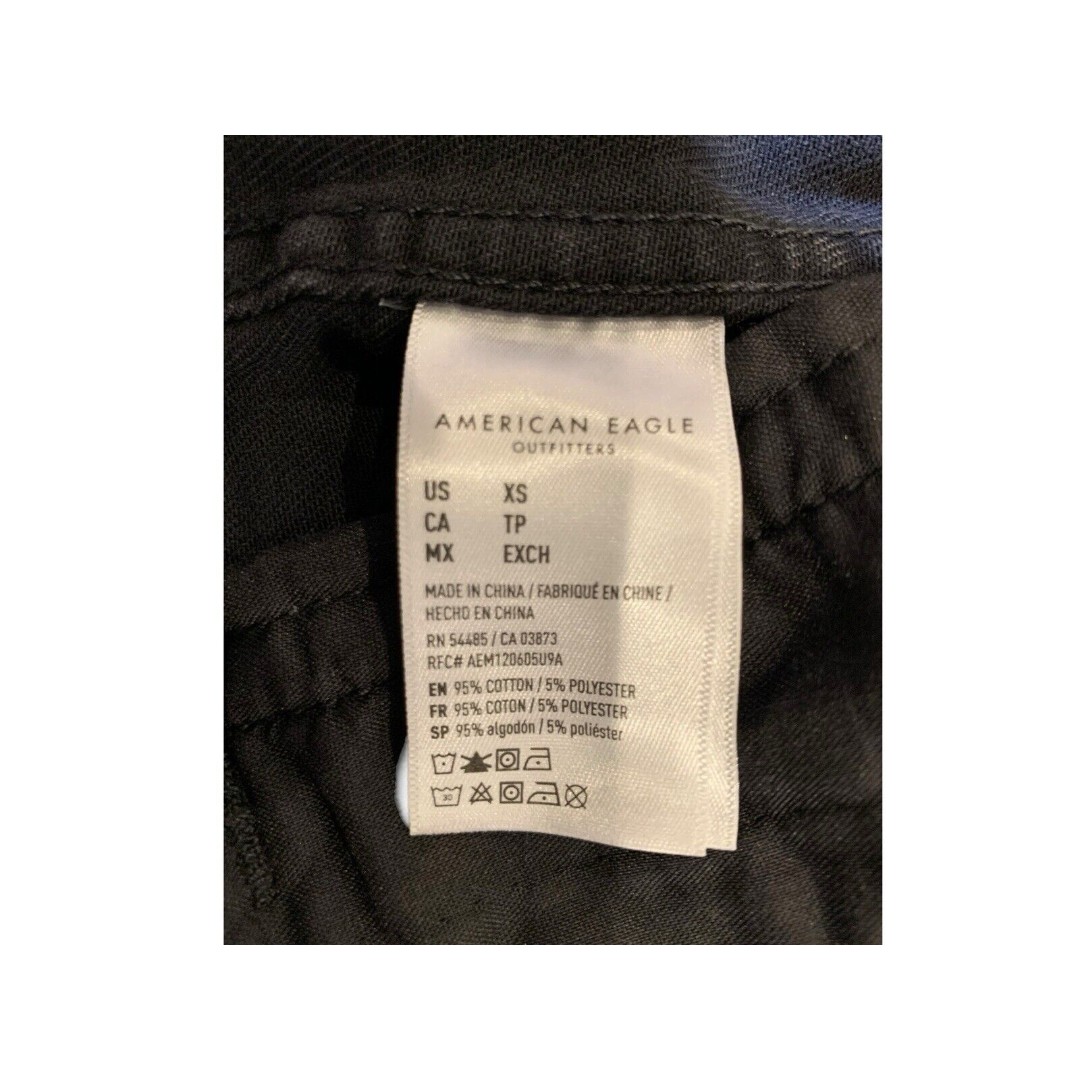 AMERICAN EAGLE
OUTFITTERS
US XS
CA TP
MX EXCH
MADE IN CHINA / FABRIQUÉ EN CHINE /
HECHO EN CHINA
RN 54485 / CA 03873
RFC# AEM120605U9A
EN 95% COTTON / 5% POLYESTER
FR 95% COTON / 5% POLYESTER
SP 95% algodón / 5% poliéster
30